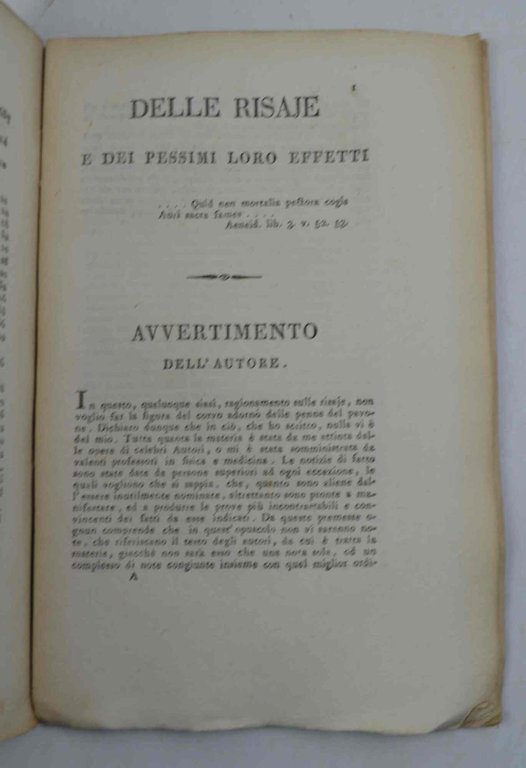 1
DELLE RISAJE
E DEI PESSIMI LORO EFFETTI
. . . . Quid non mortalia pectora cogis
Auri sacra fames . . . .
Aeneid. lib. 3. v. 52. 53.
AVVERTIMENTO
DELL'AUTORE.
In questo, qualunque siasi, ragionamento sulle risaje, non
voglio far la figura del corvo adorno delle penne del pavo-
ne. Dichiaro dunque che in ciò, che ho scritto, nulla vi è
del mio. Tutta quanta la materia è stata da me attinta dal-
le opere di celebri Autori, o mi è stata somministrata da
valenti professori in fisica e medicina. Le notizie di fatto
sono state date da persone superiori ad ogni eccezione, le
quali vogliono che si sappia, che, quanto sono aliene dal-
l'essere inutilmente nominate, altrettanto sono pronte a ma-
nifestare, ed a produrre le prove più incontrastabili e con-
vincenti dei fatti da esse indicati. Da queste premesse o-
gnun comprende che in quest'opuscolo non vi saranno no-
te, che riferiscano il testo degli autori, da cui è tratta la
materia, giacchè non sarà esso che una nota sola, ed un
complesso di note congiunte insieme con quel miglior ordi-
A